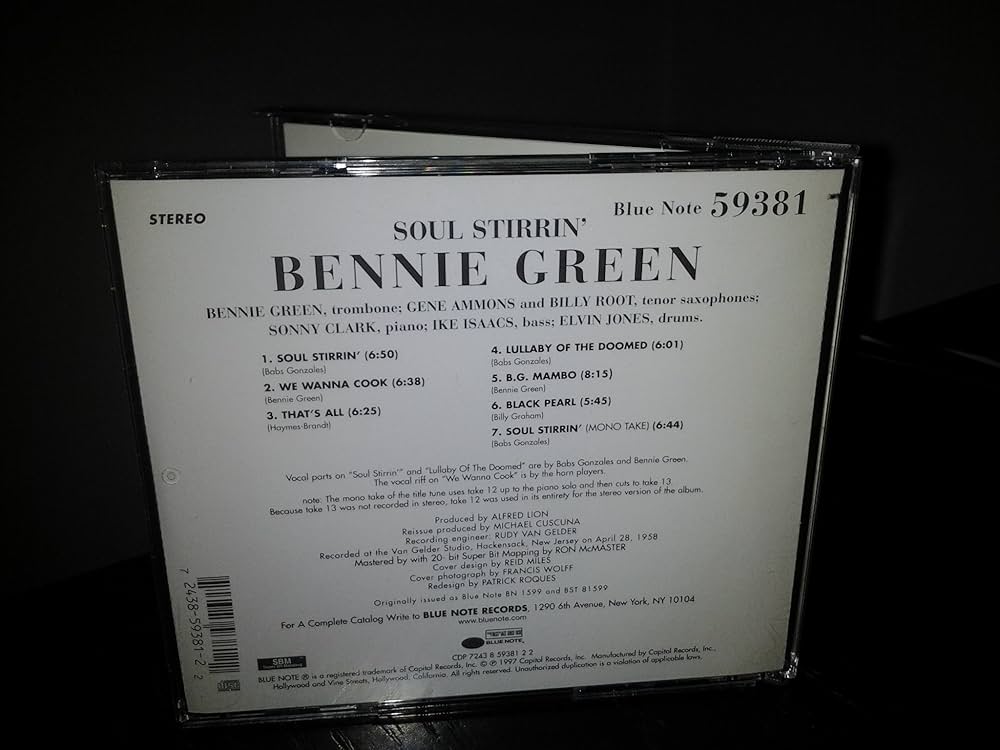 STEREO
Blue Note 59381
SOUL STIRRIN'
BENNIE GREEN
BENNIE GREEN, trombone; GENE AMMONS and BILLY ROOT, tenor saxophones;
SONNY CLARK, piano; IKE ISAACS, bass; ELVIN JONES, drums.
1. SOUL STIRRIN' (6:50)
(Babs Gonzales)
2. WE WANNA COOK (6:38)
(Bennie Green)
3. THAT'S ALL (6:25)
(Haymes-Brandt)
4. LULLABY OF THE DOOMED (6:01)
(Babs Gonzales)
5. B.G. MAMBO (8:15)
(Bennie Green)
6. BLACK PEARL (5:45)
(Billy Graham)
7. SOUL STIRRIN' (MONO TAKE) (6:44)
(Babs Gonzales)
Vocal parts on "Soul Stirrin'" and "Lullaby Of The Doomed" are by Babs Gonzales and Bennie Green.
The vocal riff on "We Wanna Cook" is by the horn players.
note: The mono take of the title tune uses take 12 up to the piano solo and then cuts to take 13.
Because take 13 was not recorded in stereo, take 12 was used in its entirety for the stereo version of the album.
Produced by ALFRED LION
Reissue produced by MICHAEL CUSCUNA
Recording engineer: RUDY VAN GELDER
Recorded at the Van Gelder Studio, Hackensack, New Jersey on April 28, 1958
Mastered by with 20- bit Super Bit Mapping by RON McMASTER
Cover design by REID MILES
Cover photograph by FRANCIS WOLFF
Redesign by PATRICK ROQUES
Originally issued as Blue Note BN 1599 and BST 81599
For A Complete Catalog Write to BLUE NOTE RECORDS, 1290 6th Avenue, New York, NY 10104
www.bluenote.com
BLUE NOTE
CDP 7243 8 59381 2 2
BLUE NOTE ® is a registered trademark of Capitol Records, Inc. © ℗ 1997 Capitol Records, Inc. Manufactured by Capitol Records, Inc.,
Hollywood and Vine Streets, Hollywood, California. All rights reserved. Unauthorized duplication is a violation of applicable laws.
SBM
7 2438-59381-2 2